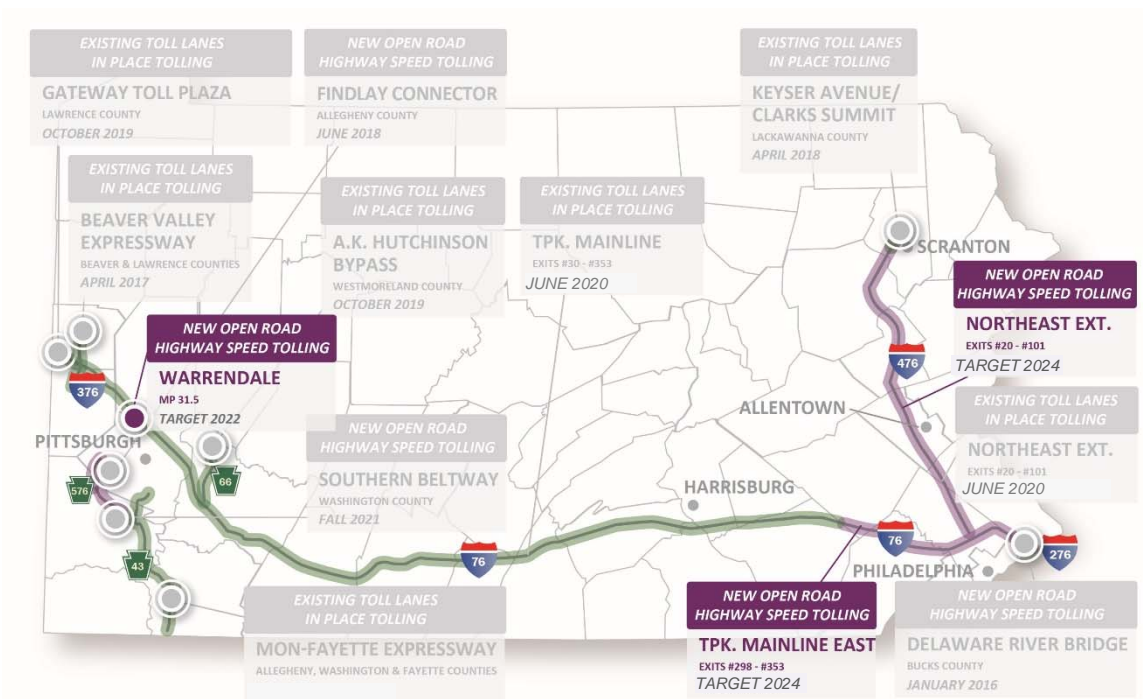 EXISTING TOLL LANES
IN PLACE TOLLING
GATEWAY TOLL PLAZA
LAWRENCE COUNTY
OCTOBER 2019
NEW OPEN ROAD
HIGHWAY SPEED TOLLING
FINDLAY CONNECTOR
ALLEGHENY COUNTY
JUNE 2018
EXISTING TOLL LANES
IN PLACE TOLLING
KEYSER AVENUE/
CLARKS SUMMIT
LACKAWANNA COUNTY
APRIL 2018
EXISTING TOLL LANES
IN PLACE TOLLING
BEAVER VALLEY
EXPRESSWAY
BEAVER & LAWRENCE COUNTIES
APRIL 2017
EXISTING TOLL LANES
IN PLACE TOLLING
A.K. HUTCHINSON
BYPASS
WESTMORELAND COUNTY
OCTOBER 2019
EXISTING TOLL LANES
IN PLACE TOLLING
TPK. MAINLINE
EXITS #30 - #353
JUNE 2020
SCRANTON
NEW OPEN ROAD
HIGHWAY SPEED TOLLING
NORTHEAST EXT.
EXITS #20 - #101
TARGET 2024
NEW OPEN ROAD
HIGHWAY SPEED TOLLING
WARRENDALE
MP 31.5
TARGET 2022
376
476
ALLENTOWN
EXISTING TOLL LANES
IN PLACE TOLLING
NORTHEAST EXT.
EXITS #20 - #101
JUNE 2020
PITTSBURGH
576
66
43
NEW OPEN ROAD
HIGHWAY SPEED TOLLING
SOUTHERN BELTWAY
WASHINGTON COUNTY
FALL 2021
HARRISBURG
76
76
276
PHILADELPHIA
EXISTING TOLL LANES
IN PLACE TOLLING
MON-FAYETTE EXPRESSWAY
ALLEGHENY, WASHINGTON & FAYETTE COUNTIES
NEW OPEN ROAD
HIGHWAY SPEED TOLLING
TPK. MAINLINE EAST
EXITS #298 - #353
TARGET 2024
NEW OPEN ROAD
HIGHWAY SPEED TOLLING
DELAWARE RIVER BRIDGE
BUCKS COUNTY
JANUARY 2016